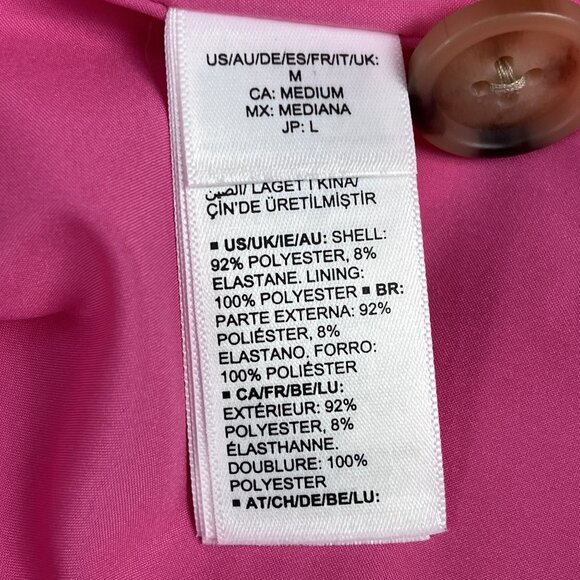 US/AU/DE/ES/FR/IT/UK:
M
CA: MEDIUM
MX: MEDIANA
JP: L
الصين/ LAGET I KINA/
ÇİN'DE ÜRETİLMİŞTİR
■ US/UK/IE/AU: SHELL:
92% POLYESTER, 8%
ELASTANE. LINING:
100% POLYESTER ■ BR:
PARTE EXTERNA: 92%
POLIÉSTER, 8%
ELASTANO. FORRO:
100% POLIÉSTER
■ CA/FR/BE/LU:
EXTÉRIEUR: 92%
POLYESTER, 8%
ÉLASTHANNE.
DOUBLURE: 100%
POLYESTER
■ AT/CH/DE/BE/LU: